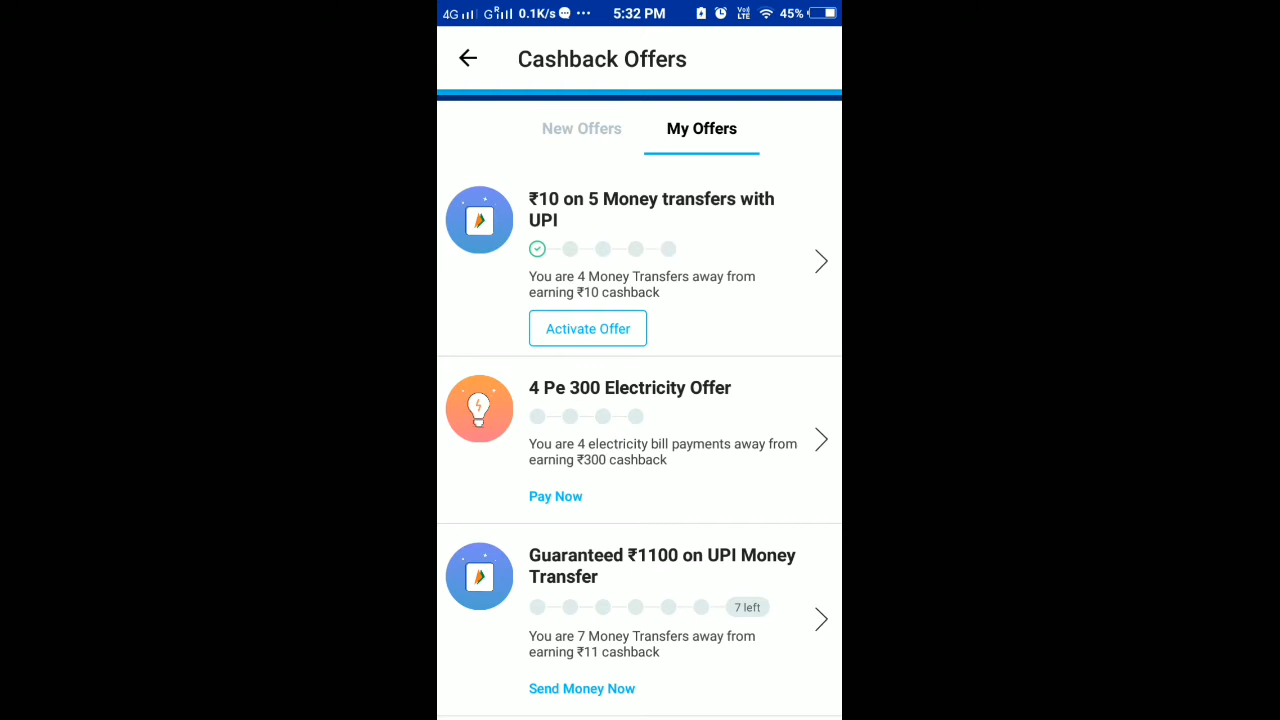 4G G R 0.1K/s ... 5:32 PM Vo) LTE 45%
Cashback Offers
New Offers My Offers
₹10 on 5 Money transfers with
UPI
You are 4 Money Transfers away from
earning ₹10 cashback
Activate Offer
4 Pe 300 Electricity Offer
You are 4 electricity bill payments away from
earning ₹300 cashback
Pay Now
Guaranteed ₹1100 on UPI Money
Transfer
7 left
You are 7 Money Transfers away from
earning ₹11 cashback
Send Money Now